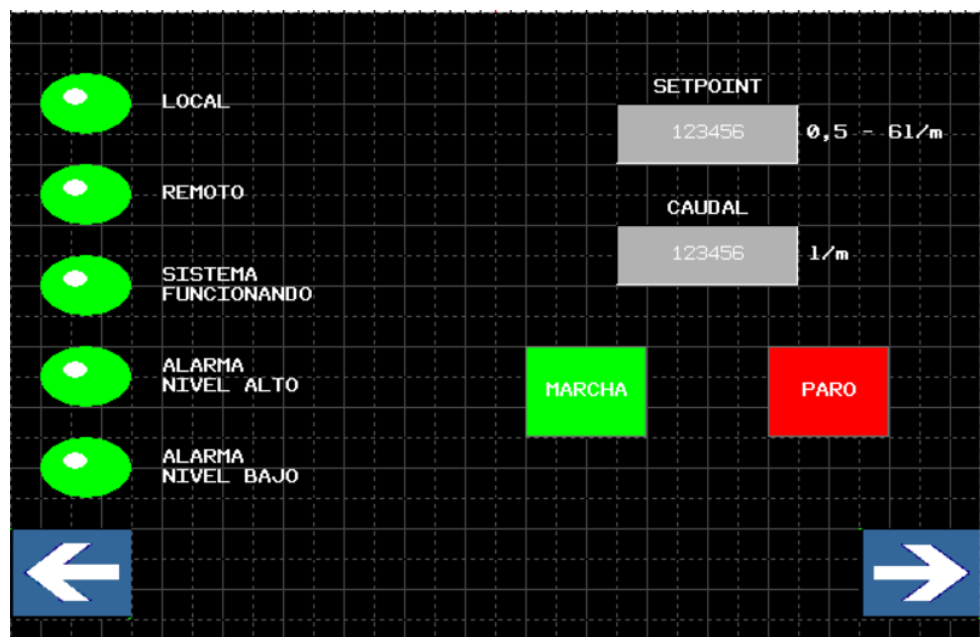 LOCAL
REMOTO
SISTEMA
FUNCIONANDO
ALARMA
NIVEL ALTO
ALARMA
NIVEL BAJO
SETPOINT
123456 0,5 - 6l/m
CAUDAL
123456 l/m
MARCHA
PARO